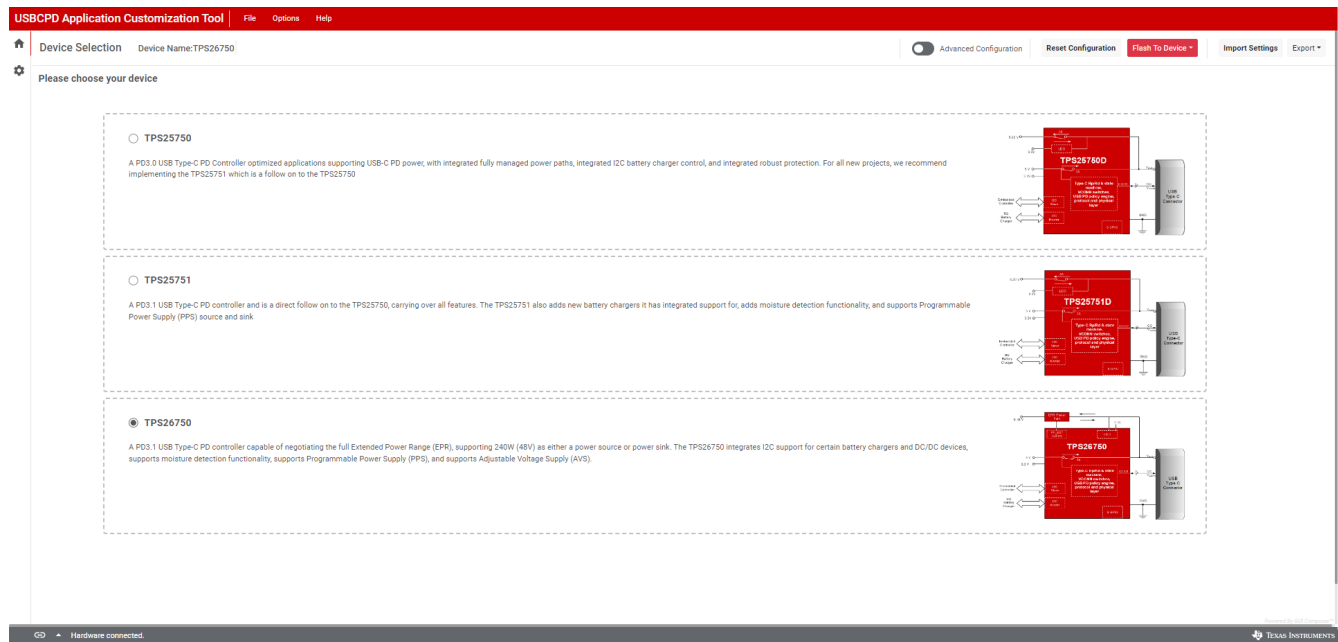 USBCPD Application Customization Tool File Options Help
Device Selection Device Name:TPS26750 Advanced Configuration Reset Configuration Flash To Device Import Settings Export
Please choose your device
TPS25750
A PD3.0 USB Type-C PD Controller optimized applications supporting USB-C PD power, with integrated fully managed power paths, integrated I2C battery charger control, and integrated robust protection. For all new projects, we recommend
implementing the TPS25751 which is a follow on to the TPS25750
TPS25750D
USB
Type-C
Connector
TPS25751
A PD3.1 USB Type-C PD controller and is a direct follow on to the TPS25750, carrying over all features. The TPS25751 also adds new battery chargers it has integrated support for, adds moisture detection functionality, and supports Programmable
Power Supply (PPS) source and sink
TPS25751D
USB
Type-C
Connector
TPS26750
A PD3.1 USB Type-C PD controller capable of negotiating the full Extended Power Range (EPR), supporting 240W (48V) as either a power source or power sink. The TPS26750 integrates I2C support for certain battery chargers and DC/DC devices,
supports moisture detection functionality, supports Programmable Power Supply (PPS), and supports Adjustable Voltage Supply (AVS).
TPS26750
USB
Type-C
Connector
Hardware connected.
TEXAS INSTRUMENTS